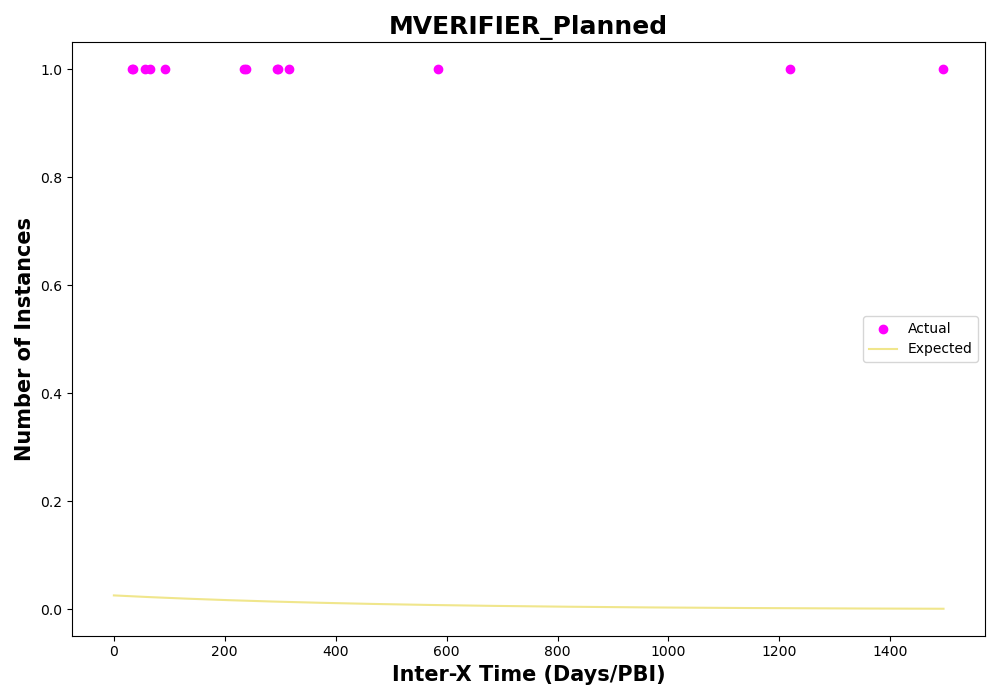 MVERIFIER_Planned
Number of Instances
1.0
0.8
0.6
0.4
0.2
0.0
Actual
Expected
0 200 400 600 800 1000 1200 1400
Inter-X Time (Days/PBI)